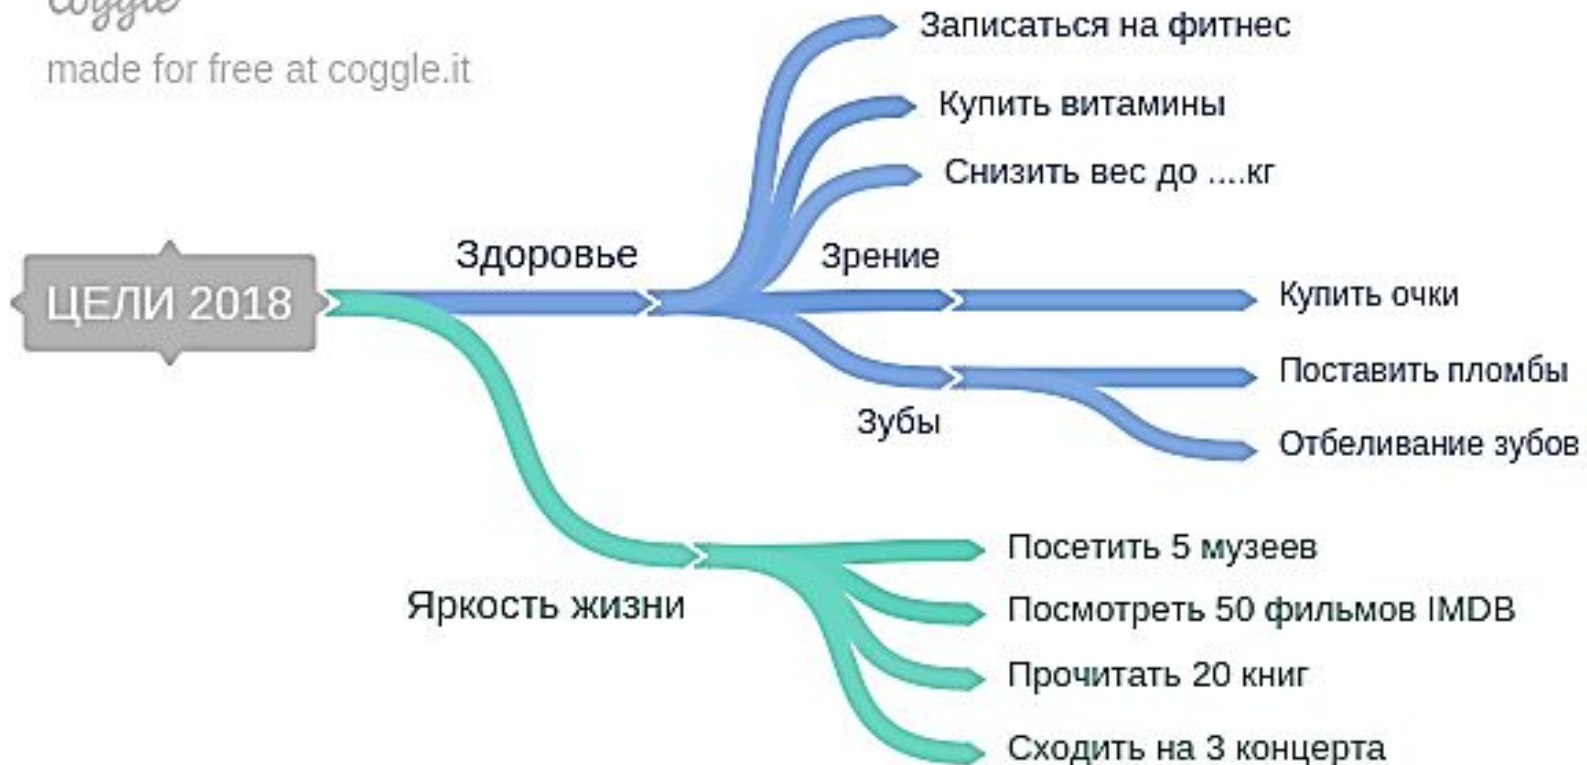 coggle
made for free at coggle.it
ЦЕЛИ 2018
Здоровье
Записаться на фитнес
Купить витамины
Снизить вес до ....кг
Зрение
Купить очки
Зубы
Поставить пломбы
Отбеливание зубов
Яркость жизни
Посетить 5 музеев
Посмотреть 50 фильмов IMDB
Прочитать 20 книг
Сходить на 3 концерта